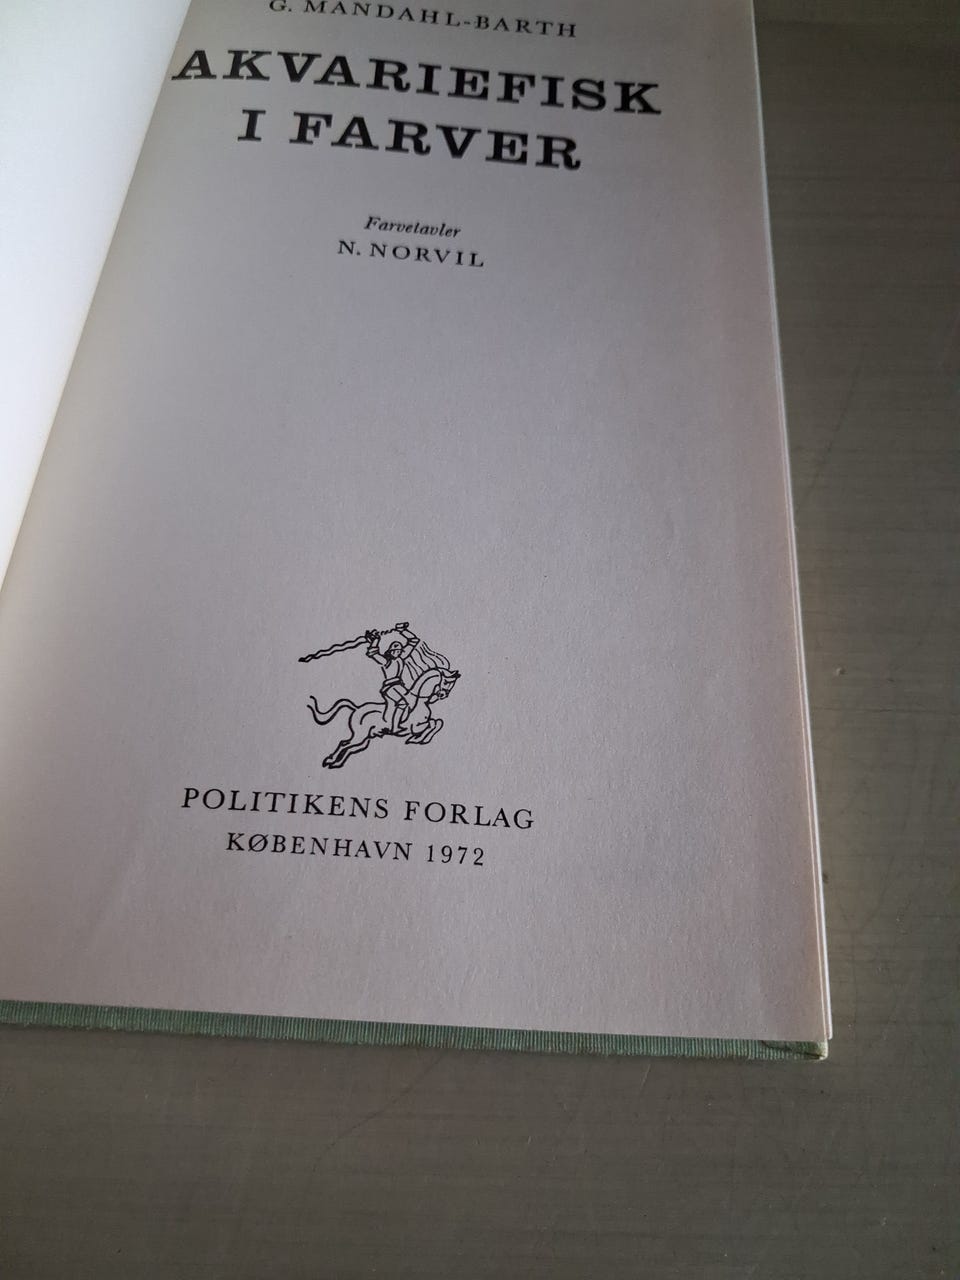 G. MANDAHL-BARTH
AKVARIEFISK
I FARVER
Farvetavler
N. NORVIL
POLITIKENS FORLAG
KØBENHAVN 1972